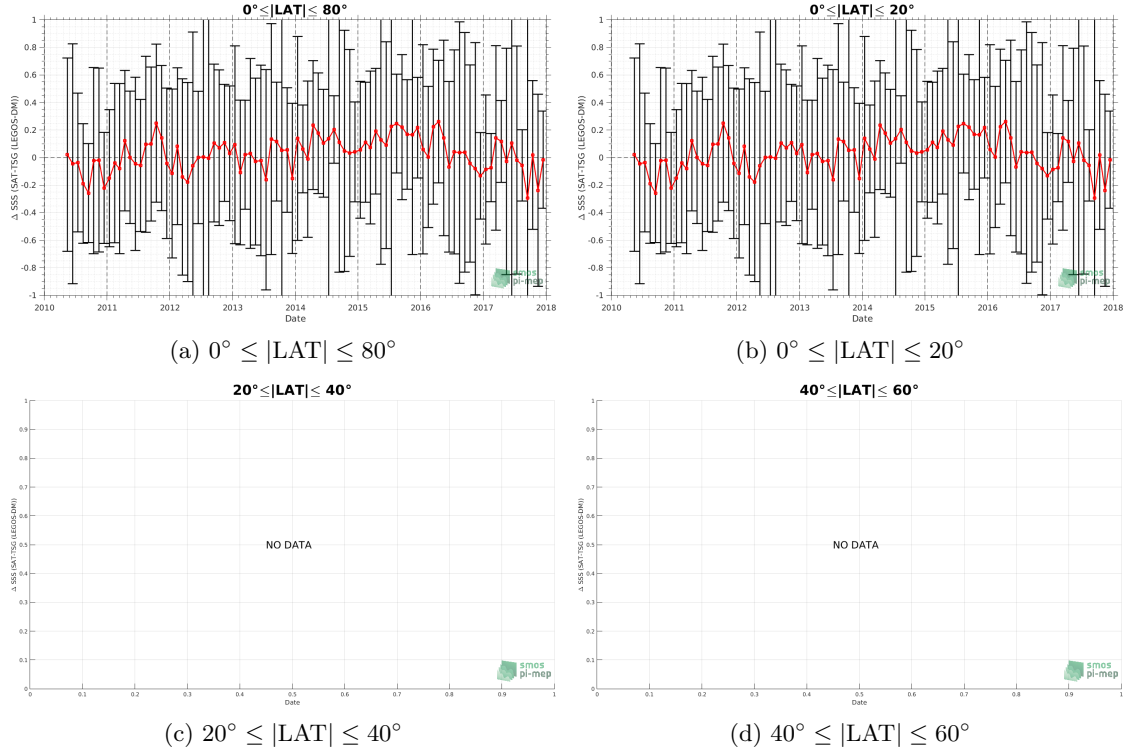 0°≤|LAT|≤ 80°
Δ SSS (SAT-TSG (LEGOS-DM))
1
0.8
0.6
0.4
0.2
0
-0.2
-0.4
-0.6
-0.8
-1
2010 2011 2012 2013 2014 2015 2016 2017 2018
Date
smos
pi-mep
(a) 0° ≤ |LAT| ≤ 80°
0°≤|LAT|≤ 20°
Δ SSS (SAT-TSG (LEGOS-DM))
1
0.8
0.6
0.4
0.2
0
-0.2
-0.4
-0.6
-0.8
-1
2010 2011 2012 2013 2014 2015 2016 2017 2018
Date
smos
pi-mep
(b) 0° ≤ |LAT| ≤ 20°
20°≤|LAT|≤ 40°
Δ SSS (SAT-TSG (LEGOS-DM))
1
0.9
0.8
0.7
0.6
0.5
0.4
0.3
0.2
0.1
0
NO DATA
0 0.1 0.2 0.3 0.4 0.5 0.6 0.7 0.8 0.9 1
Date
smos
pi-mep
(c) 20° ≤ |LAT| ≤ 40°
40°≤|LAT|≤ 60°
Δ SSS (SAT-TSG (LEGOS-DM))
1
0.9
0.8
0.7
0.6
0.5
0.4
0.3
0.2
0.1
0
NO DATA
0 0.1 0.2 0.3 0.4 0.5 0.6 0.7 0.8 0.9 1
Date
smos
pi-mep
(d) 40° ≤ |LAT| ≤ 60°